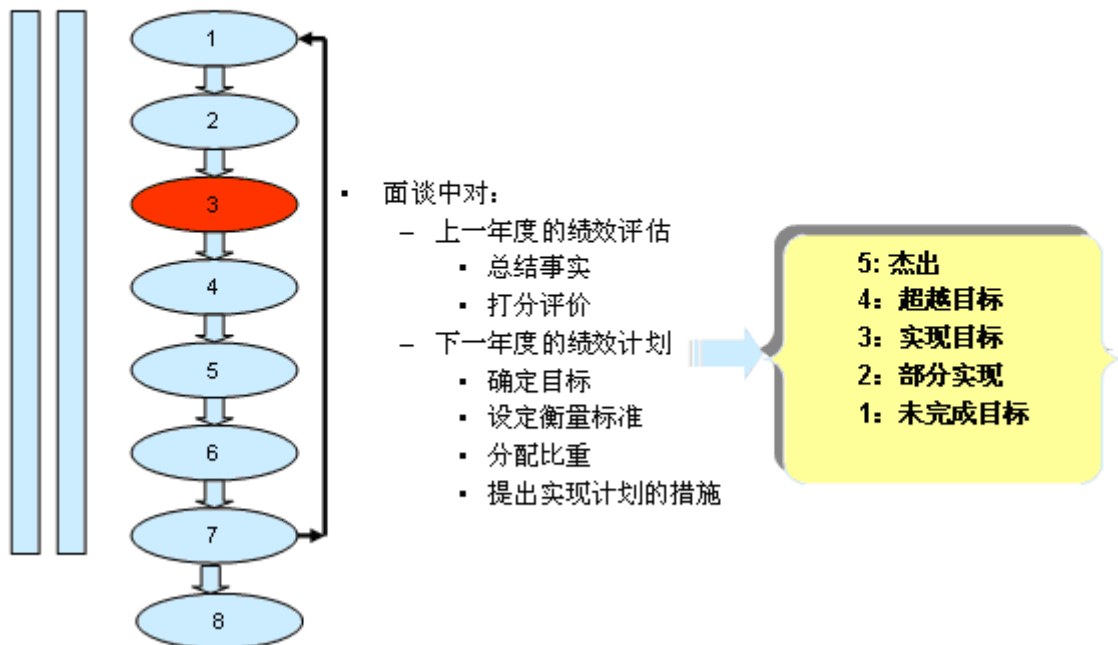 1
2
3
4
5
6
7
8
▪ 面谈中对：
– 上一年度的绩效评估
▪ 总结事实
▪ 打分评价
– 下一年度的绩效计划
▪ 确定目标
▪ 设定衡量标准
▪ 分配比重
▪ 提出实现计划的措施
5: 杰出
4：超越目标
3：实现目标
2：部分实现
1：未完成目标